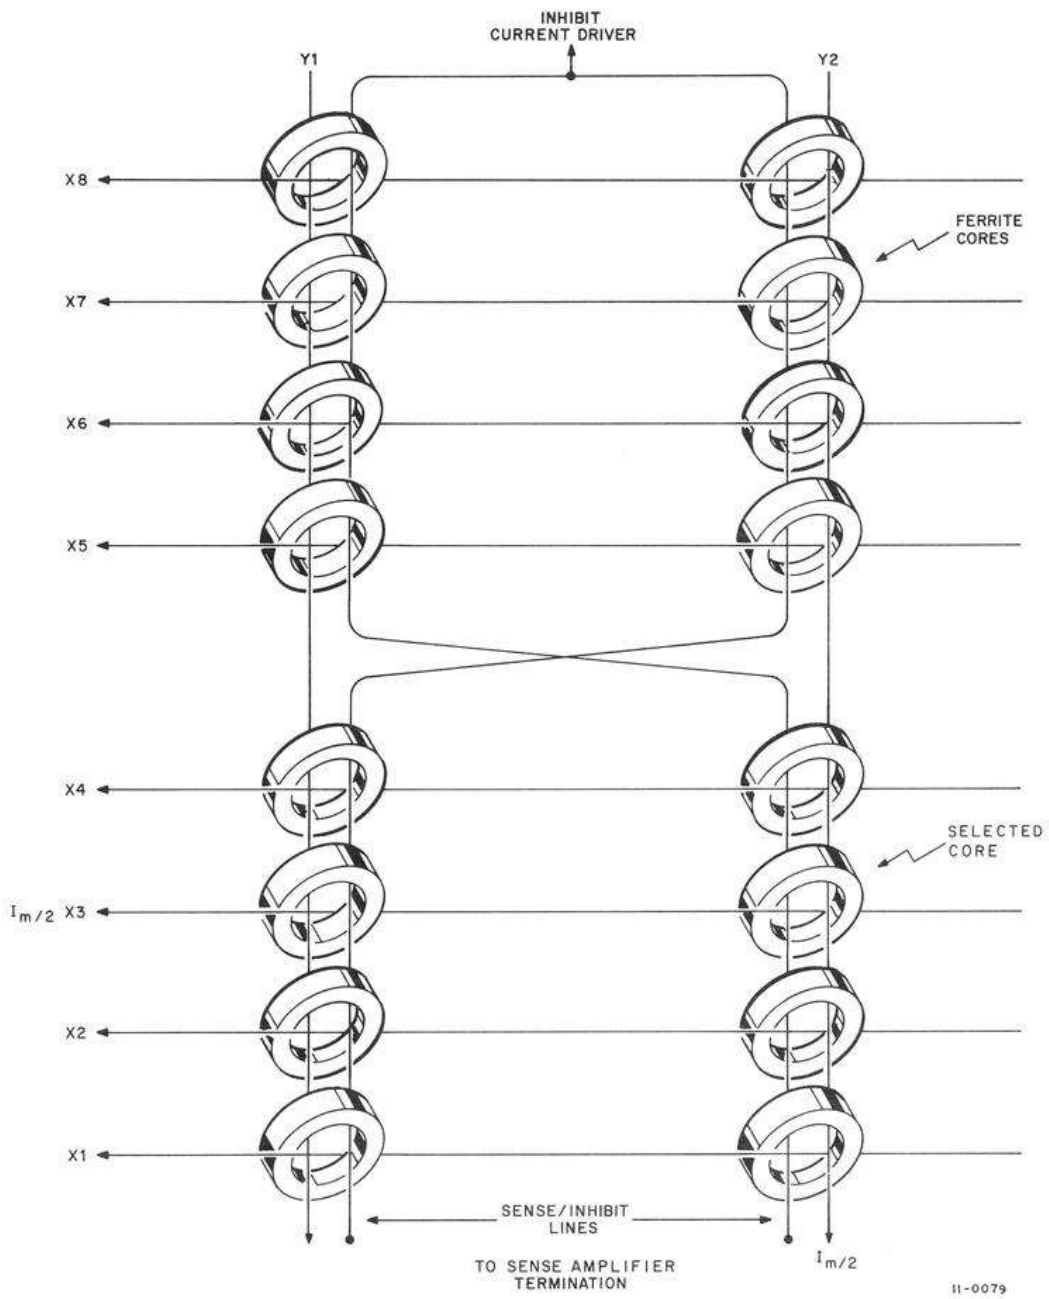 INHIBIT
CURRENT DRIVER
Y1
Y2
X8
FERRITE
CORES
X7
X6
X5
X4
SELECTED
CORE
Im/2 X3
X2
X1
SENSE/INHIBIT
LINES
Im/2
TO SENSE AMPLIFIER
TERMINATION
11-0079